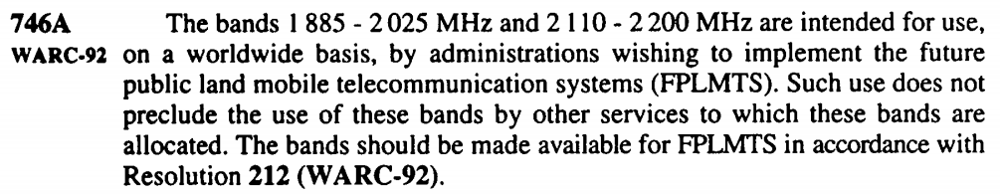 746A The bands 1 885 - 2 025 MHz and 2 110 - 2 200 MHz are intended for use,
WARC-92 on a worldwide basis, by administrations wishing to implement the future
public land mobile telecommunication systems (FPLMTS). Such use does not
preclude the use of these bands by other services to which these bands are
allocated. The bands should be made available for FPLMTS in accordance with
Resolution 212 (WARC-92).